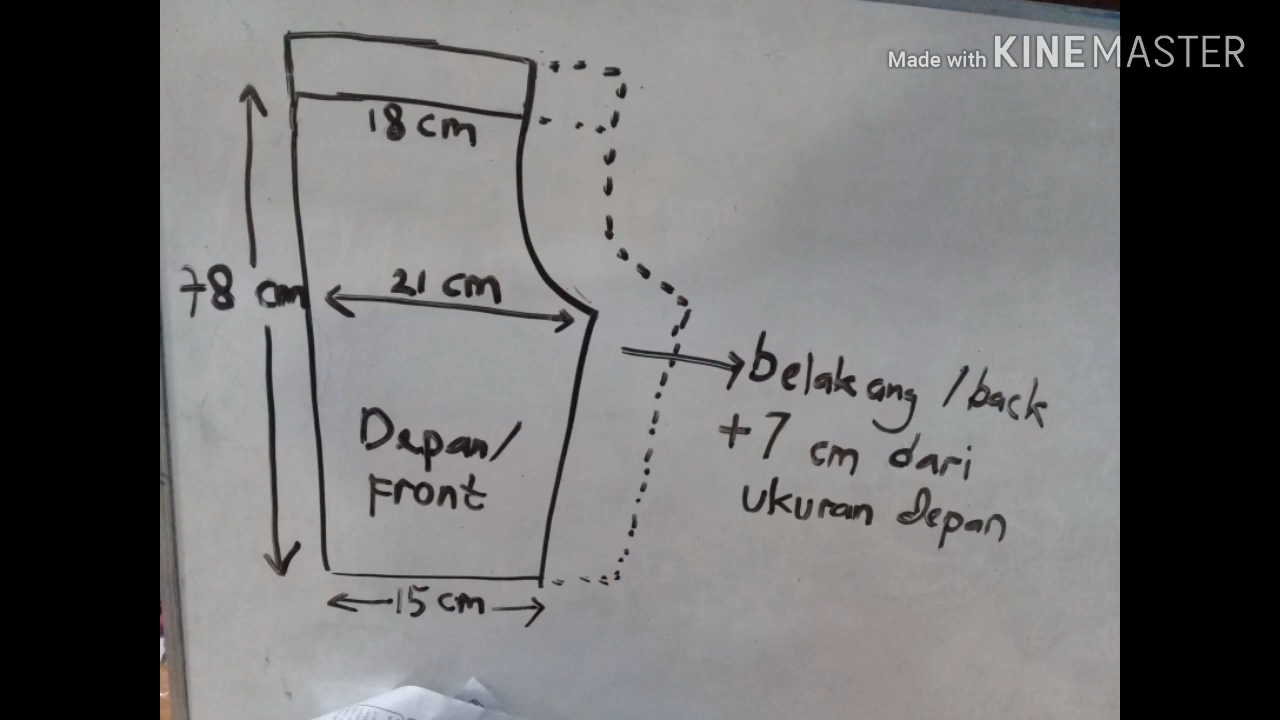 Made with KINEMASTER
18 cm
78 cm
21 cm
Depan/
Front
belakang /back
+7 cm dari
ukuran depan
15 cm